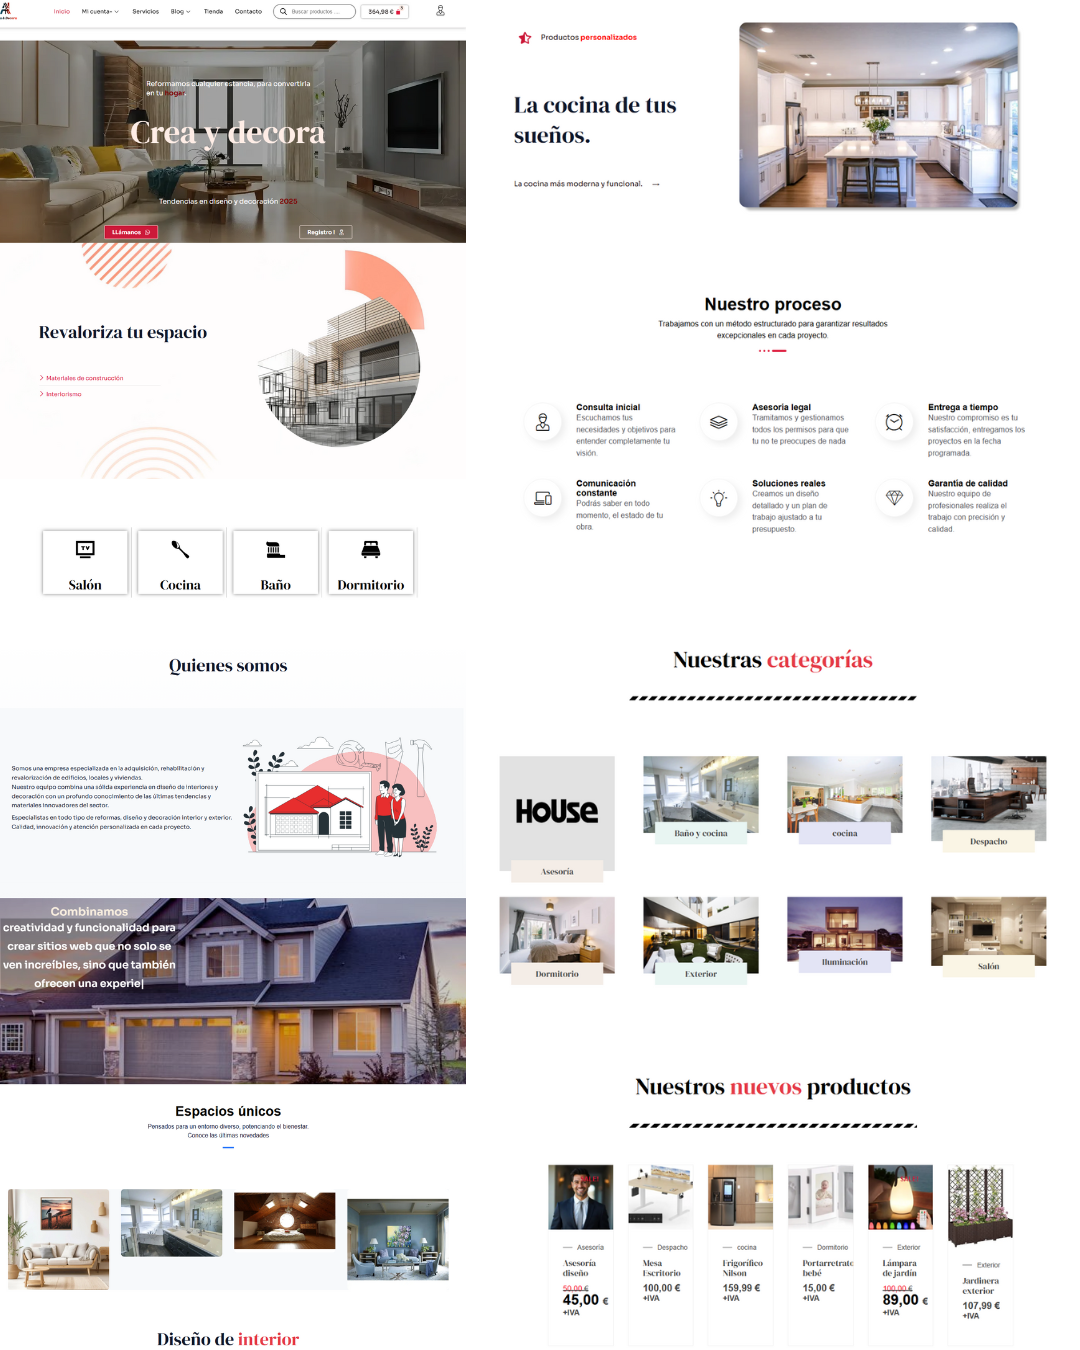 Inicio
Mi cuenta
Servicios
Blog
Tienda
Contacto
Buscar productos ...
364,98 €
Reformamos cualquier estancia, para convertirla
en tu hogar
Crea y decora
Tendencias en diseño y decoración 2025
LLámanos
Registro !
Revaloriza tu espacio
Materiales de construcción
Interiorismo
TV
Salón
Cocina
Baño
Dormitorio
Quienes somos
Somos una empresa especializada en la adquisición, rehabilitación y
revalorización de edificios, locales y viviendas.
Nuestro equipo combina una sólida experiencia en diseño de interiores y
decoración con un profundo conocimiento de las últimas tendencias y
materiales innovadores del sector.
Especialistas en todo tipo de reformas, diseño y decoración interior y exterior.
Calidad, innovación y atención personalizada en cada proyecto.
Combinamos
creatividad y funcionalidad para
crear sitios web que no solo se
ven increíbles, sino que también
ofrecen una experie|
Espacios únicos
Pensados para un entorno diverso, potenciando el bienestar.
Conoce las últimas novedades
Diseño de interior
Productos personalizados
La cocina de tus
sueños.
La cocina más moderna y funcional. →
Nuestro proceso
Trabajamos con un método estructurado para garantizar resultados
excepcionales en cada proyecto.
Consulta inicial
Escuchamos tus
necesidades y objetivos para
entender completamente tu
visión.
Asesoría legal
Tramitamos y gestionamos
todos los permisos para que
tu no te preocupes de nada
Entrega a tiempo
Nuestro compromiso es tu
satisfacción, entregamos los
proyectos en la fecha
programada.
Comunicación
constante
Podrás saber en todo
momento, el estado de tu
obra.
Soluciones reales
Creamos un diseño
detallado y un plan de
trabajo ajustado a tu
presupuesto.
Garantía de calidad
Nuestro equipo de
profesionales realiza el
trabajo con precisión y
calidad.
Nuestras categorías
HOUSE
Asesoría
Baño y cocina
cocina
Despacho
Dormitorio
Exterior
Iluminación
Salón
Nuestros nuevos productos
Asesoría
Asesoría
diseño
50,00 €
45,00 €
+IVA
Despacho
Mesa
Escritorio
100,00 €
+IVA
cocina
Frigorífico
Nilson
159,99 €
+IVA
Dormitorio
Portarretrato
bebé
15,00 €
+IVA
Exterior
Lámpara
de jardín
100,00 €
89,00 €
+IVA
Exterior
Jardinera
exterior
107,99 €
+IVA